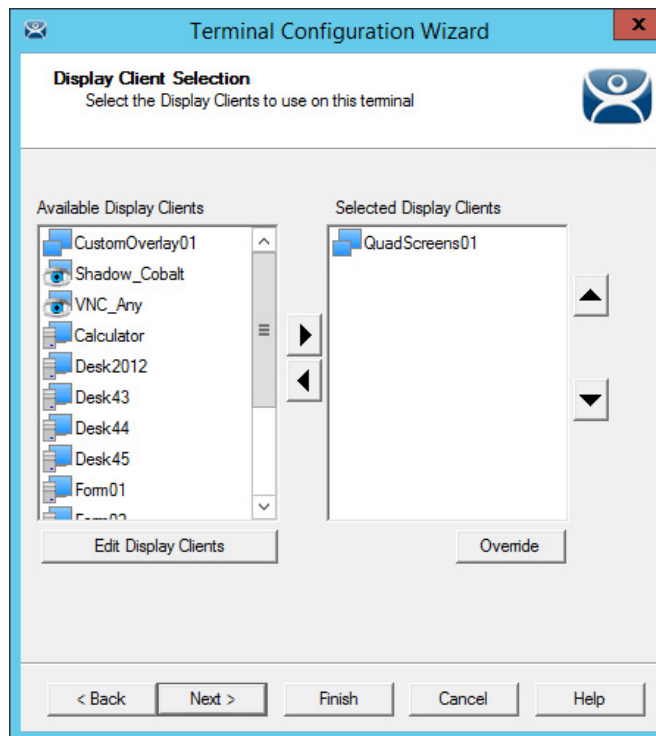 Terminal Configuration Wizard
x
Display Client Selection
Select the Display Clients to use on this terminal
Available Display Clients
Selected Display Clients
CustomOverlay01
Shadow_Cobalt
VNC_Any
Calculator
Desk2012
Desk43
Desk44
Desk45
Form01
QuadScreens01
Edit Display Clients
Override
< Back
Next >
Finish
Cancel
Help